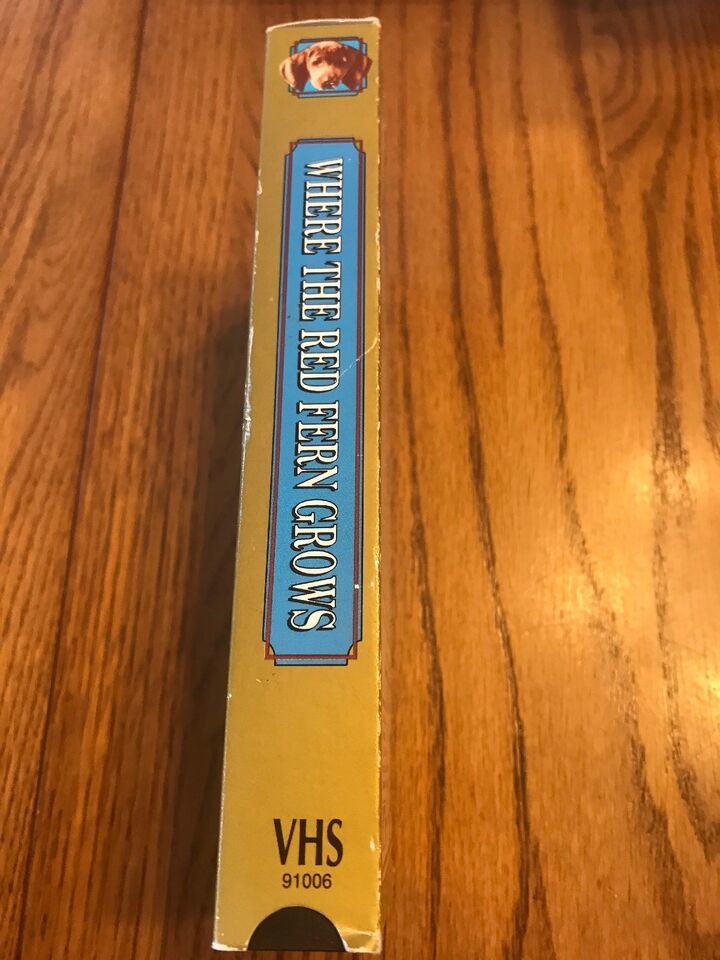 WHERE THE RED FERN GROWS
VHS
91006